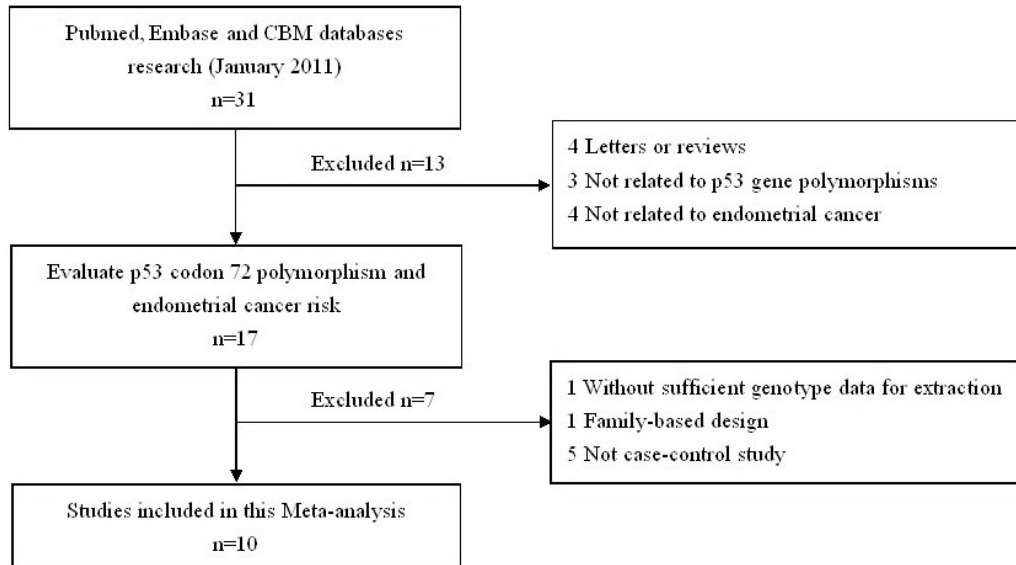 Pubmed, Embase and CBM databases
research (January 2011)
n=31
Excluded n=13
4 Letters or reviews
3 Not related to p53 gene polymorphisms
4 Not related to endometrial cancer
Evaluate p53 codon 72 polymorphism and
endometrial cancer risk
n=17
Excluded n=7
1 Without sufficient genotype data for extraction
1 Family-based design
5 Not case-control study
Studies included in this Meta-analysis
n=10